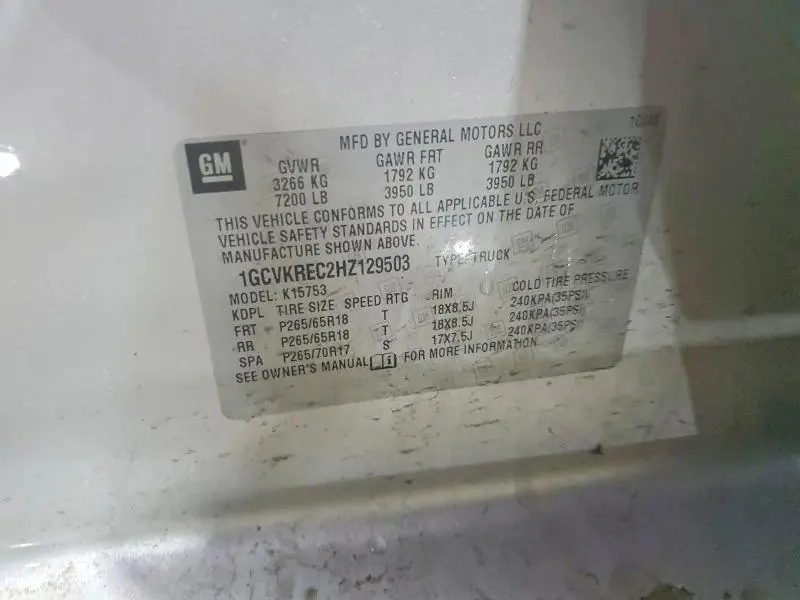 GM
MFD BY GENERAL MOTORS LLC
GVWR GAWR FRT GAWR RR
3266 KG 1792 KG 1792 KG
7200 LB 3950 LB 3950 LB
THIS VEHICLE CONFORMS TO ALL APPLICABLE U.S. FEDERAL MOTOR
VEHICLE SAFETY STANDARDS IN EFFECT ON THE DATE OF
MANUFACTURE SHOWN ABOVE.
1GCVKREC2HZ129503 TYPE: TRUCK
MODEL: K15753
KDPL TIRE SIZE SPEED RTG RIM COLD TIRE PRESSURE
FRT P265/65R18 T 18X8.5J 240KPA(35PSI)
RR P265/65R18 T 18X8.5J 240KPA(35PSI)
SPA P265/70R17 S 17X7.5J 240KPA(35PSI)
SEE OWNER'S MANUAL FOR MORE INFORMATION.